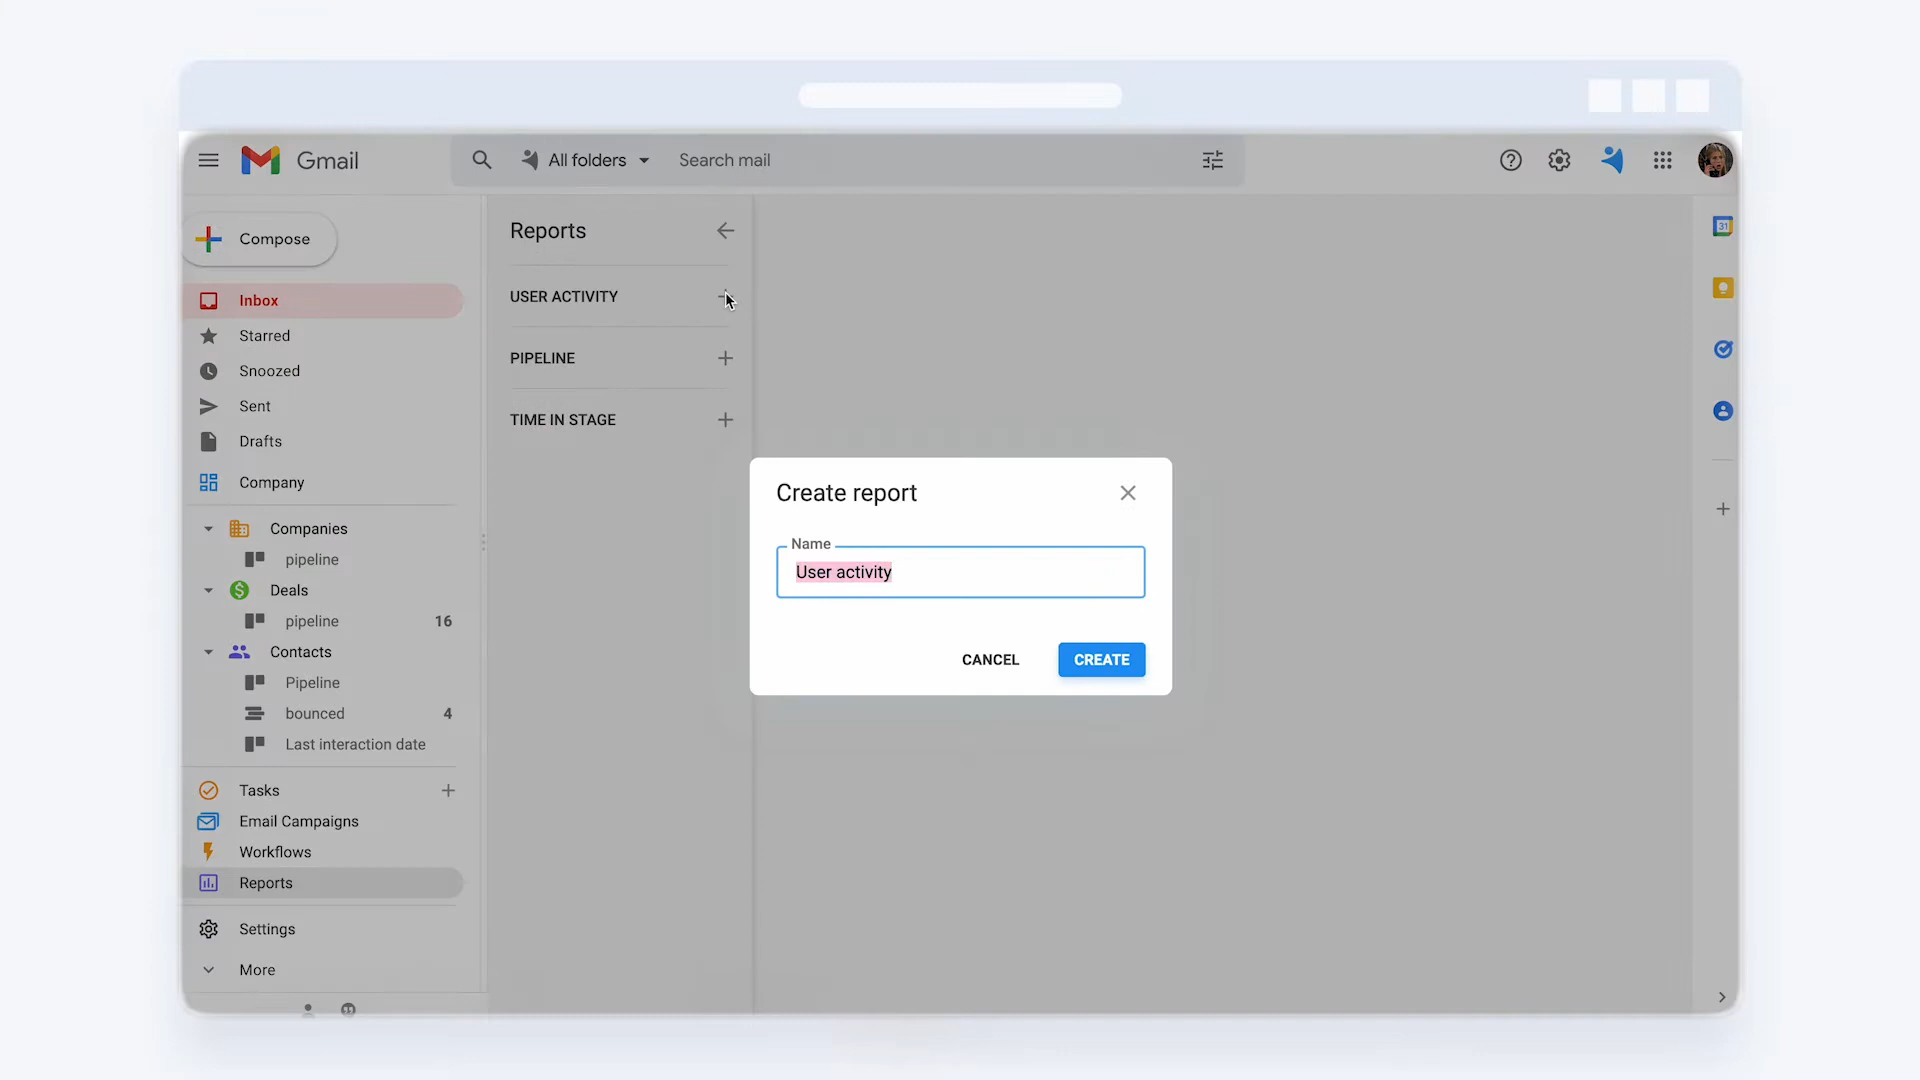 Gmail
All folders
Search mail
Compose
Inbox
Starred
Snoozed
Sent
Drafts
Company
Companies
pipeline
Deals
pipeline 16
Contacts
Pipeline
bounced 4
Last interaction date
Tasks
Email Campaigns
Workflows
Reports
Settings
More
Reports
USER ACTIVITY
PIPELINE
TIME IN STAGE
Create report
Name
User activity
CANCEL
CREATE
31